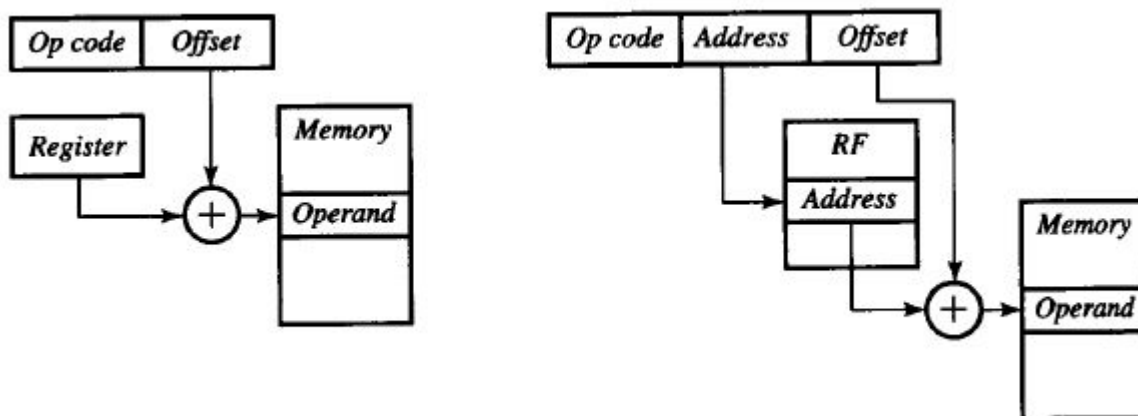 Op code Offset
Register
Memory
Operand
Op code Address Offset
RF
Address
Memory
Operand